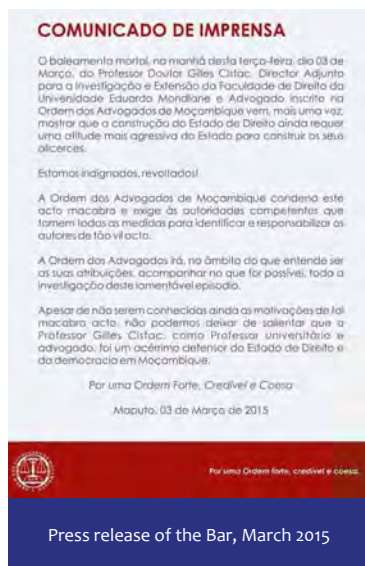 COMUNICADO DE IMPRENSA
O baleamento mortal, na manhã desta terça-feira, dia 03 de
Março, do Professor Doutor Gilles Cistac, Director Adjunto
para a Investigação e Extensão da Faculdade de Direito da
Universidade Eduardo Mondlane e Advogado inscrito na
Ordem dos Advogados de Moçambique vem, mais uma vez,
mostrar que a construção do Estado de Direito ainda requer
uma atitude mais agressiva do Estado para construir os seus
alicerces.
Estamos indignados, revoltados!
A Ordem dos Advogados de Moçambique condena este
acto macabro e exige às autoridades competentes que
tomem todas as medidas para identificar e responsabilizar os
autores de tão vil acto.
A Ordem dos Advogados irá, no âmbito do que entende ser
as suas atribuições, acompanhar no que for possível, toda a
investigação deste lamentável episodio.
Apesar de não serem conhecidas ainda as motivações de tal
macabro acto, não podemos deixar de salientar que o
Professor Gilles Cistac, como Professor universitário e
advogado, foi um acérrimo defensor do Estado de Direito e
da democracia em Moçambique.
Por uma Ordem Forte, Credível e Coesa
Maputo, 03 de Março de 2015
Por uma Ordem forte, credível e coesa.
Press release of the Bar, March 2015